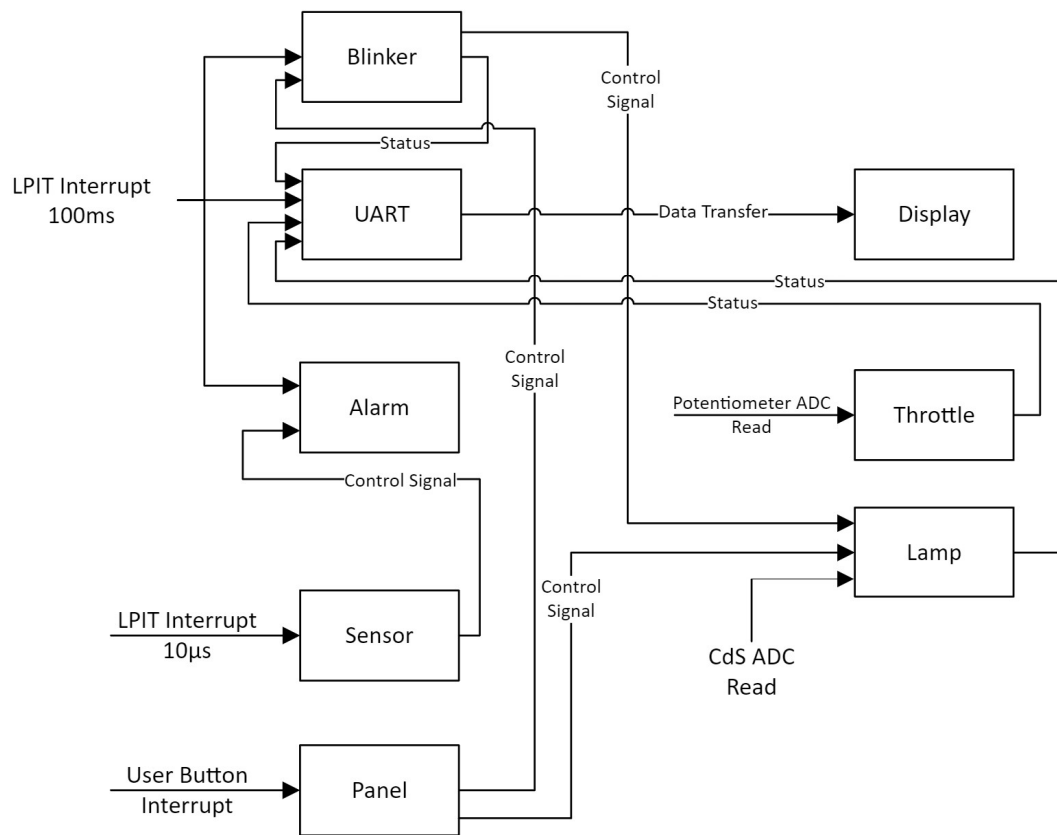 Blinker
Control
Signal
Status
LPIT Interrupt
100ms
UART
Data Transfer
Display
Status
Status
Control
Signal
Alarm
Potentiometer ADC
Read
Throttle
Control Signal
Lamp
Control
Signal
LPIT Interrupt
10µs
Sensor
CdS ADC
Read
User Button
Interrupt
Panel